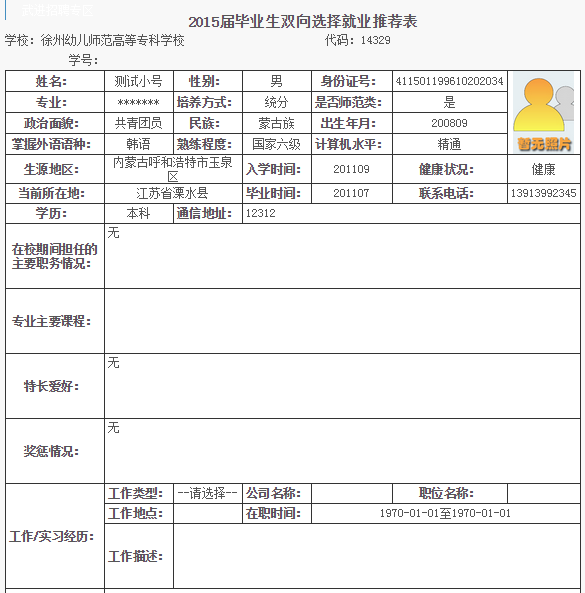 2015届毕业生双向选择就业推荐表
学校：徐州幼儿师范高等专科学校 代码：14329
学号：
姓名： 测试小号 性别： 男 身份证号： 411501199610202034
专业： ******* 培养方式： 统分 是否师范类： 是
政治面貌： 共青团员 民族： 蒙古族 出生年月： 200809
掌握外语语种： 韩语 熟练程度： 国家六级 计算机水平： 精通
暂无照片
生源地区： 内蒙古呼和浩特市玉泉区 入学时间： 201109 健康状况： 健康
当前所在地： 江苏省溧水县 毕业时间： 201107 联系电话： 13913992345
学历： 本科 通信地址： 12312
在校期间担任的
主要职务情况：
无
专业主要课程：
特长爱好：
无
奖惩情况：
无
工作/实习经历：
工作类型： --请选择-- 公司名称： 职位名称：
工作地点： 在职时间： 1970-01-01至1970-01-01
工作描述：